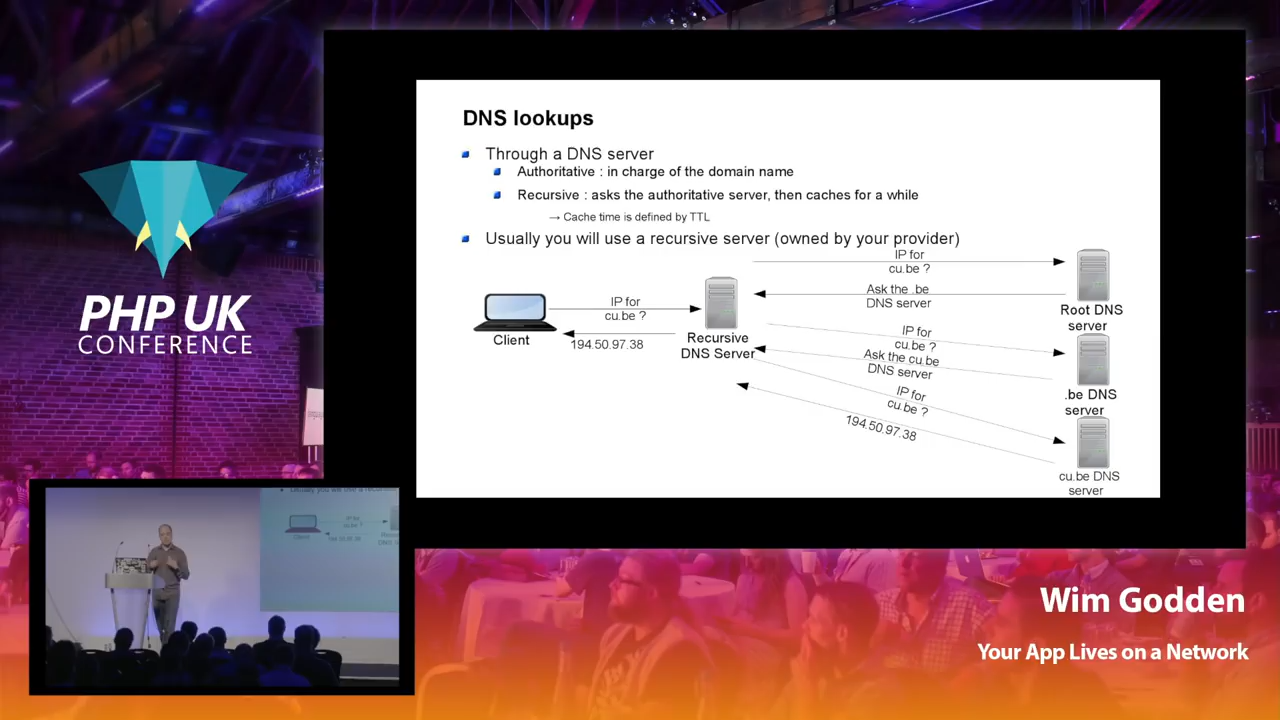 PHP UK
CONFERENCE
DNS lookups
Through a DNS server
Authoritative : in charge of the domain name
Recursive : asks the authoritative server, then caches for a while
→ Cache time is defined by TTL
Usually you will use a recursive server (owned by your provider)
Client
IP for
cu.be ?
194.50.97.38
Recursive
DNS Server
IP for
cu.be ?
Ask the .be
DNS server
Root DNS
server
IP for
cu.be ?
Ask the cu.be
DNS server
.be DNS
server
IP for
cu.be ?
194.50.97.38
cu.be DNS
server
IP for
cu.be ?
Client
Wim Godden
Your App Lives on a Network